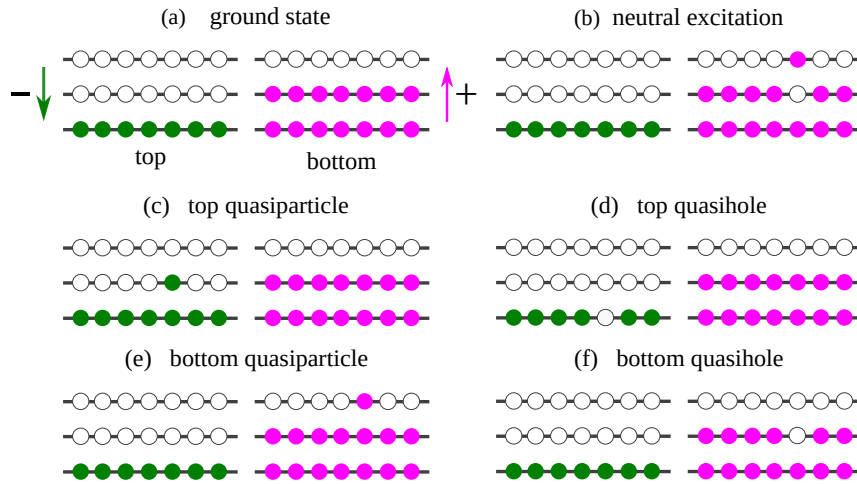 (a) ground state
(b) neutral excitation
−
+
top
bottom
(c) top quasiparticle
(d) top quasihole
(e) bottom quasiparticle
(f) bottom quasihole